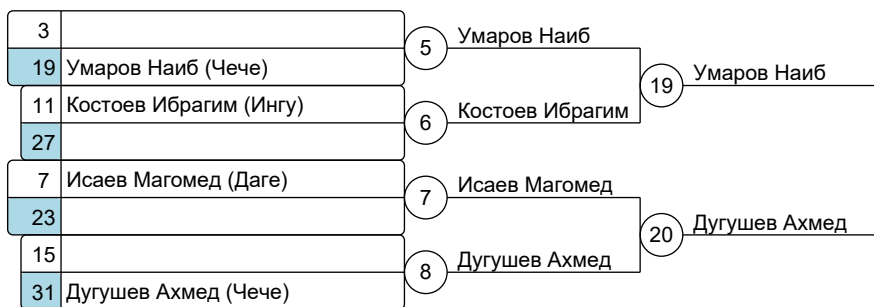 3
19 Умаров Наиб (Чече)
11 Костоев Ибрагим (Ингу)
27
7 Исаев Магомед (Даге)
23
15
31 Дугушев Ахмед (Чече)
5 Умаров Наиб
6 Костоев Ибрагим
7 Исаев Магомед
8 Дугушев Ахмед
19 Умаров Наиб
20 Дугушев Ахмед